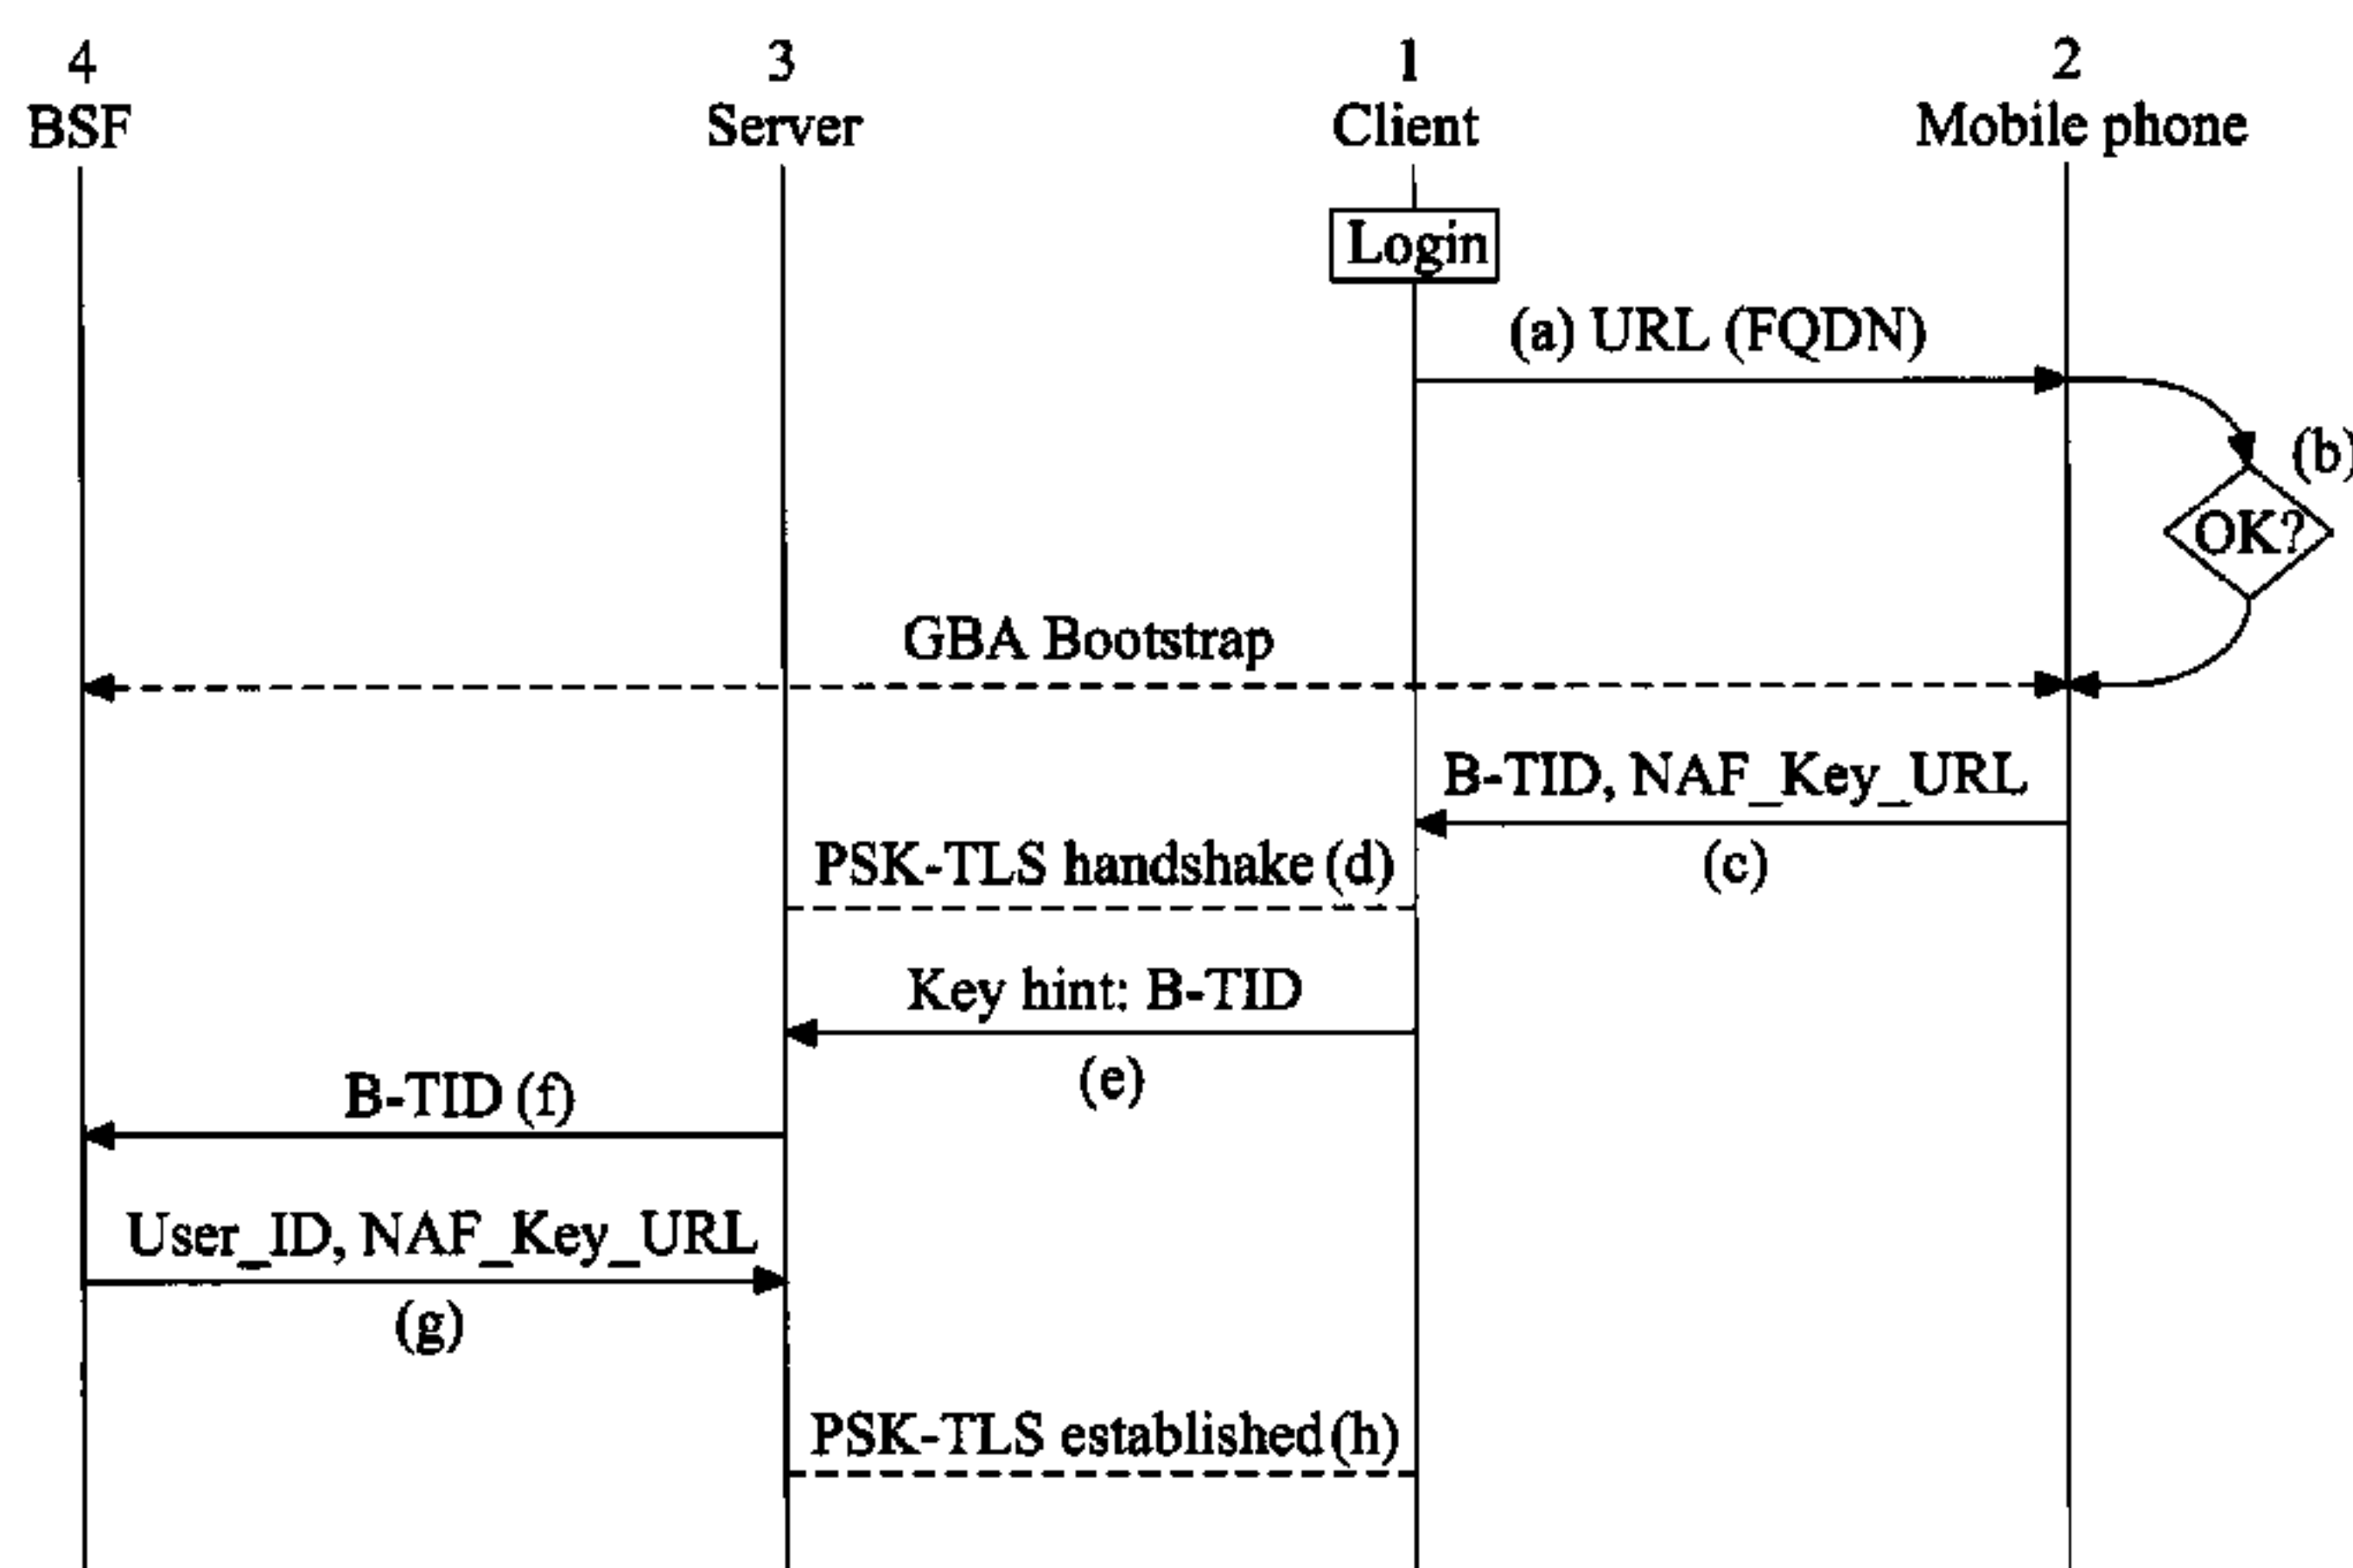 4
BSF
3
Server
1
Client
2
Mobile phone
Login
(a) URL (FQDN)
(b)
OK?
GBA Bootstrap
B-TID, NAF_Key_URL
(c)
PSK-TLS handshake (d)
Key hint: B-TID
(e)
B-TID (f)
User_ID, NAF_Key_URL
(g)
PSK-TLS established (h)